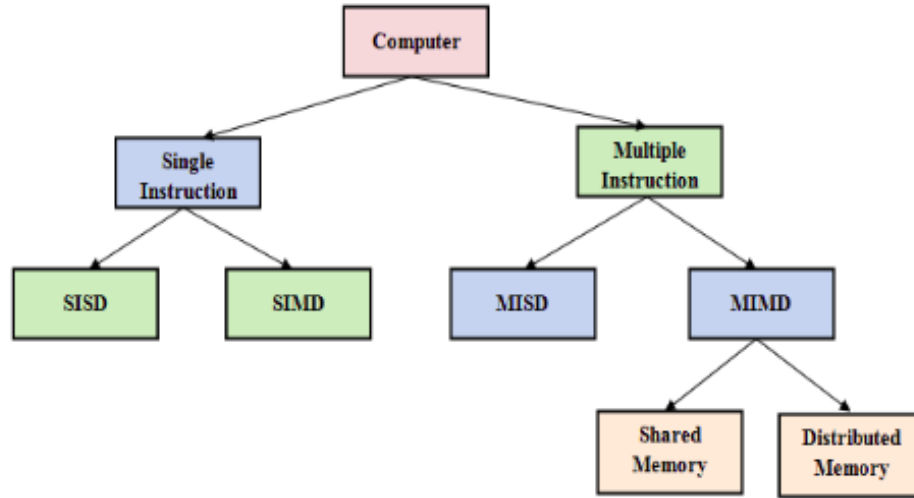 Computer
Single
Instruction
Multiple
Instruction
SISD
SIMD
MISD
MIMD
Shared
Memory
Distributed
Memory